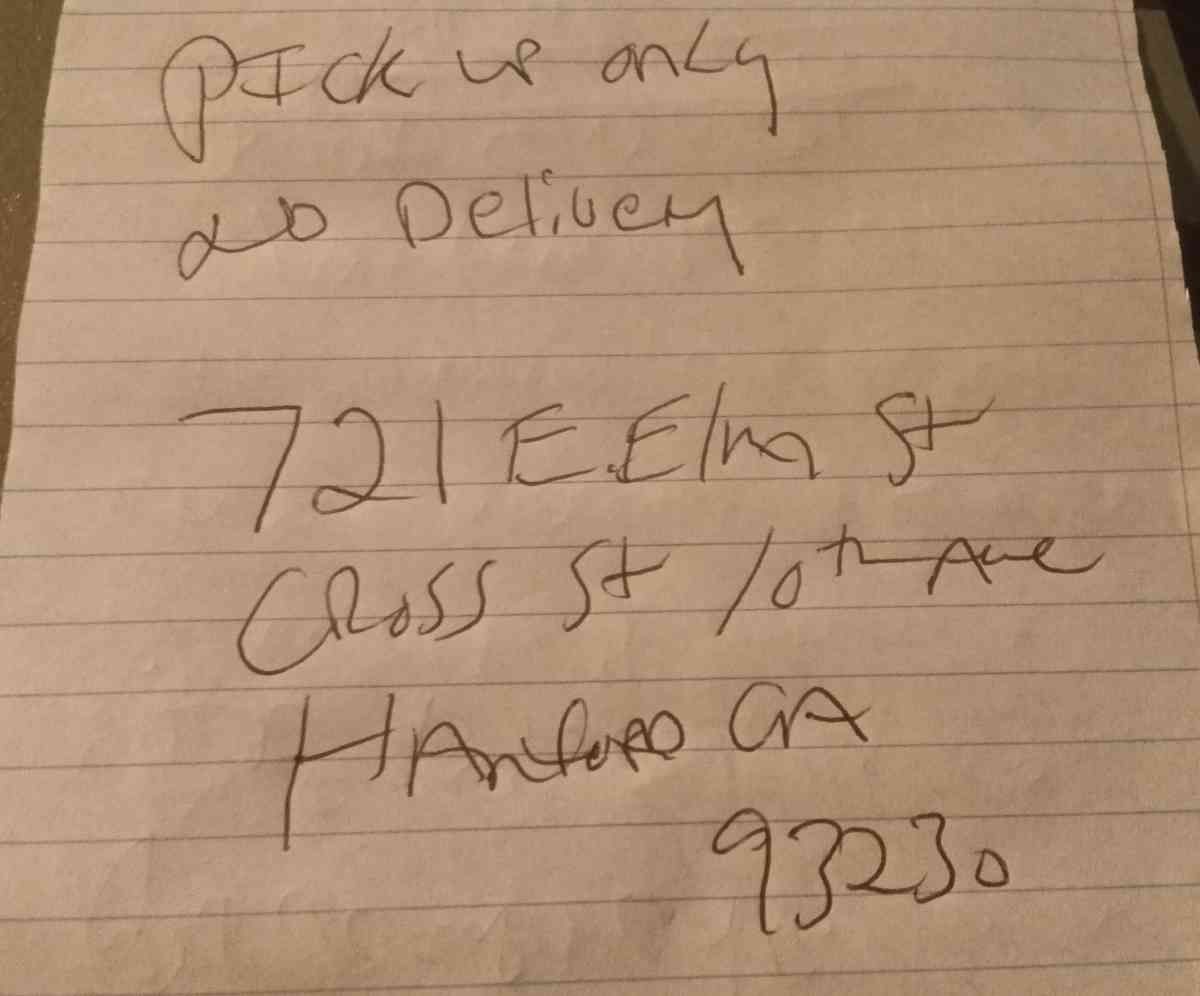 PIck up only
No Delivery
721 E. Elm St
Cross St 10th Ave
HAnford CA
93230